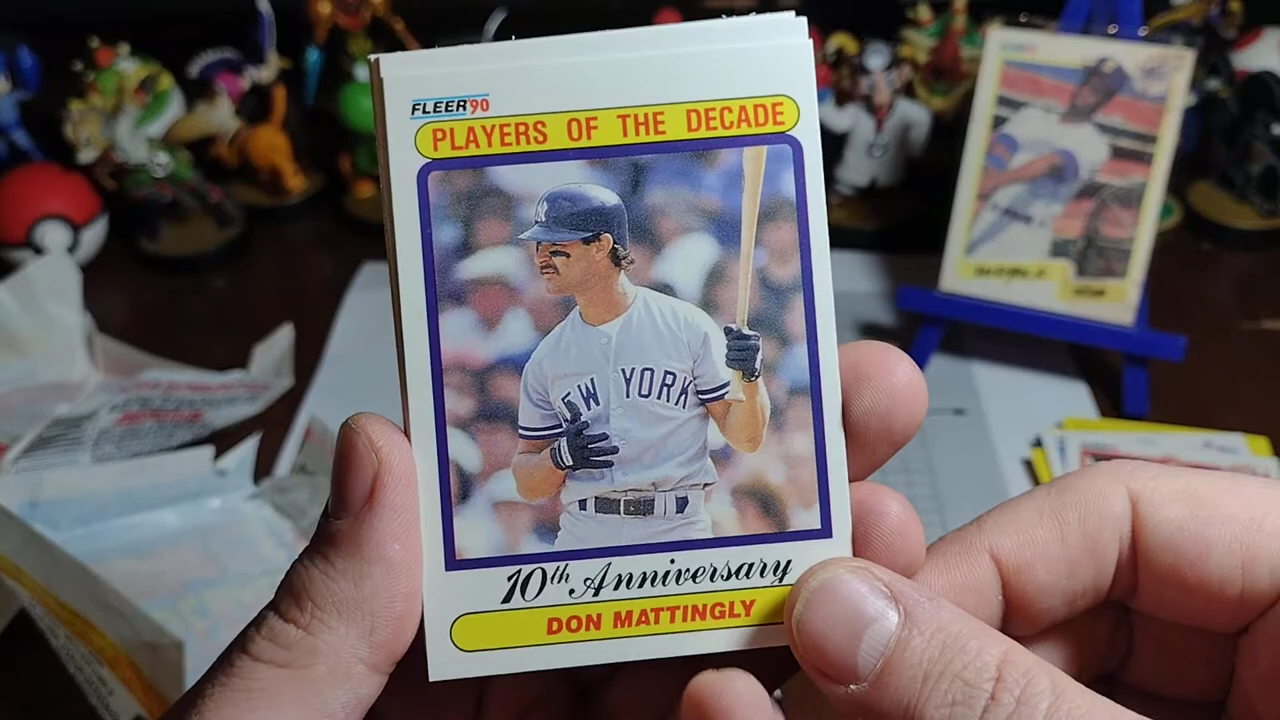 FLEER'90
PLAYERS OF THE DECADE
NEW YORK
10th Anniversary
DON MATTINGLY